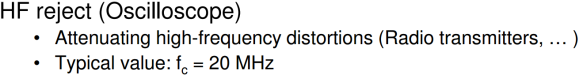 HF reject (Oscilloscope)
• Attenuating high-frequency distortions (Radio transmitters, … )
• Typical value: fc = 20 MHz